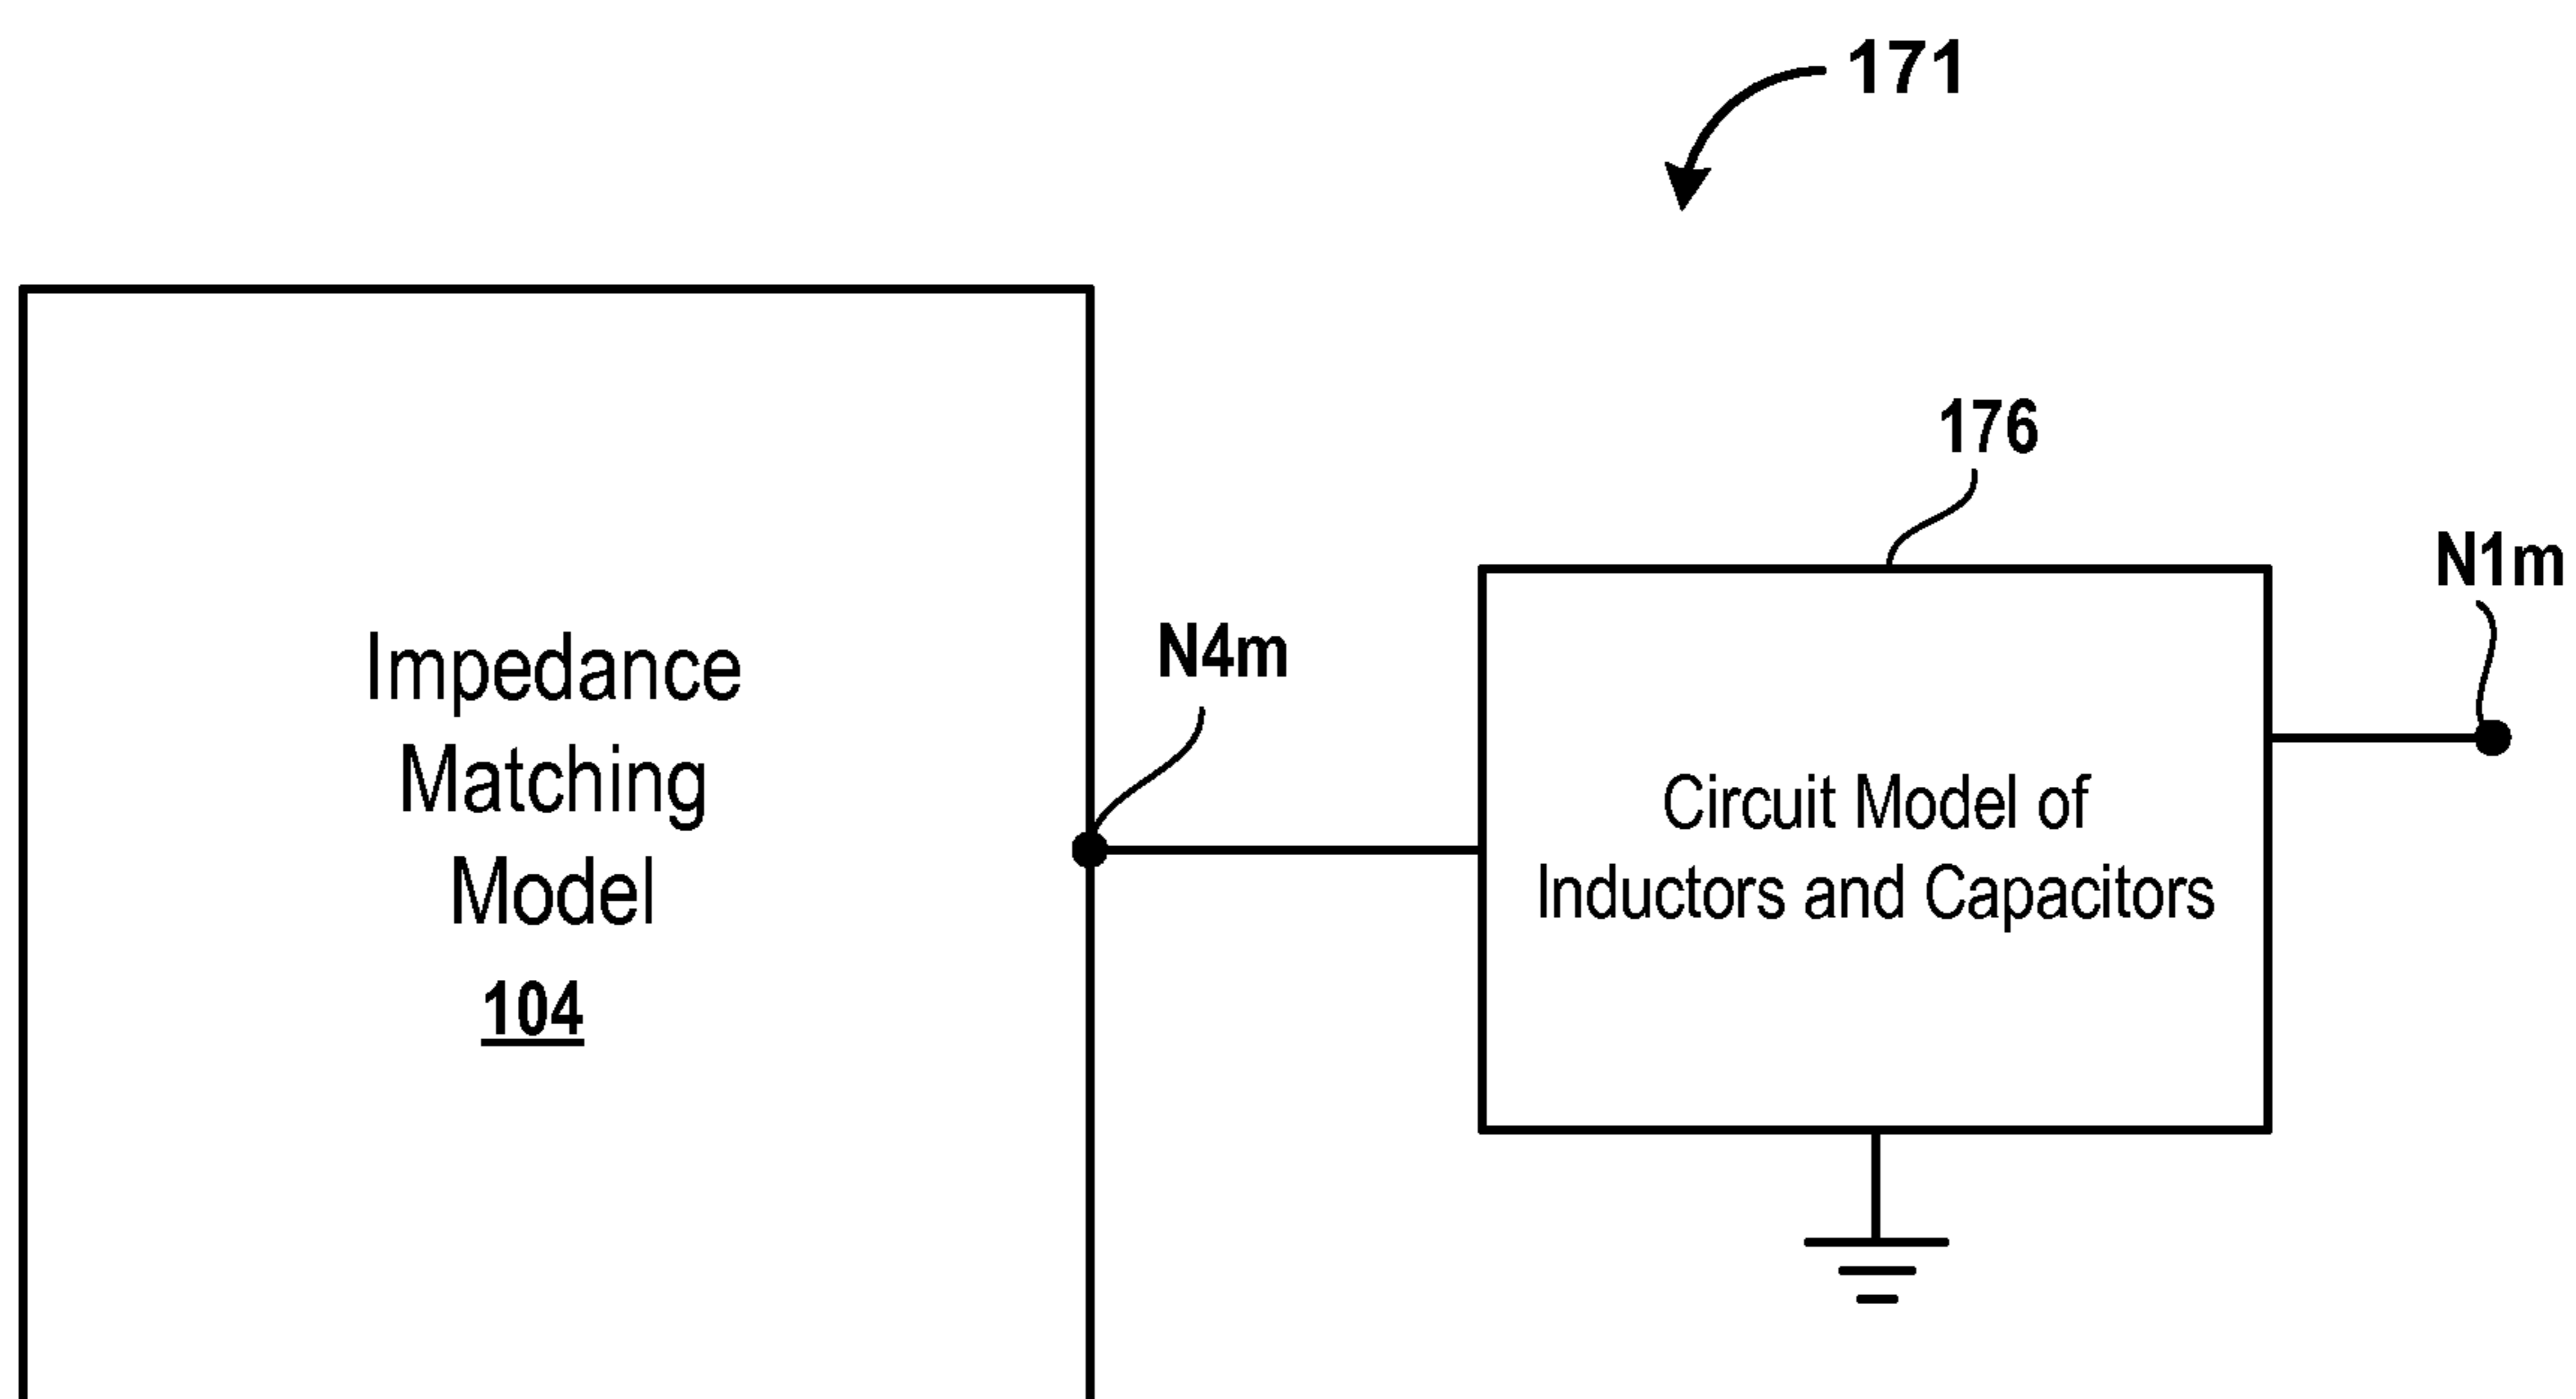 171
176
N1m
N4m
Impedance
Matching
Model
104
Circuit Model of
Inductors and Capacitors